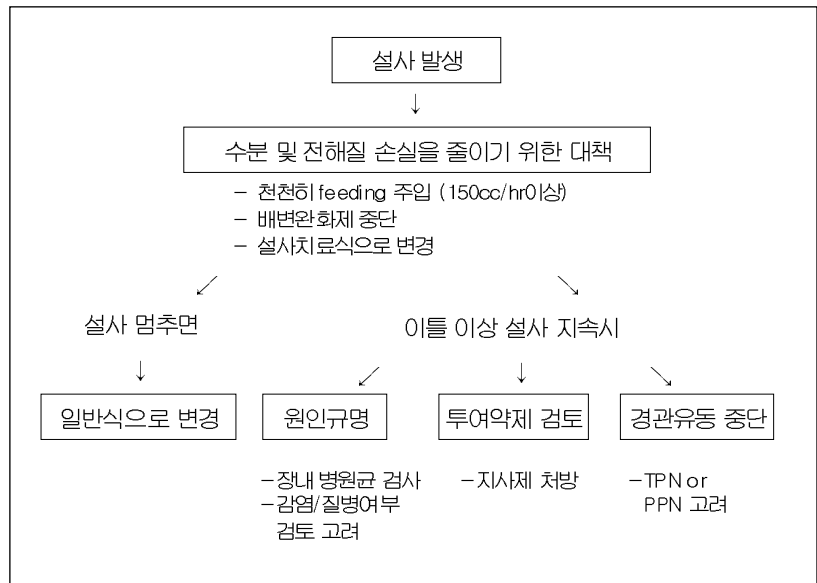 설사 발생
↓
수분 및 전해질 손실을 줄이기 위한 대책
- 천천히 feeding 주입 (150cc/hr이상)
- 배변완화제 중단
- 설사치료식으로 변경
↙ ↘
설사 멈추면 이틀 이상 설사 지속시
↓ ↙ ↓ ↘
일반식으로 변경 원인규명 투여약제 검토 경관유동 중단
-장내 병원균 검사 -지사제 처방 -TPN or
-감염/질병여부 PPN 고려
검토 고려